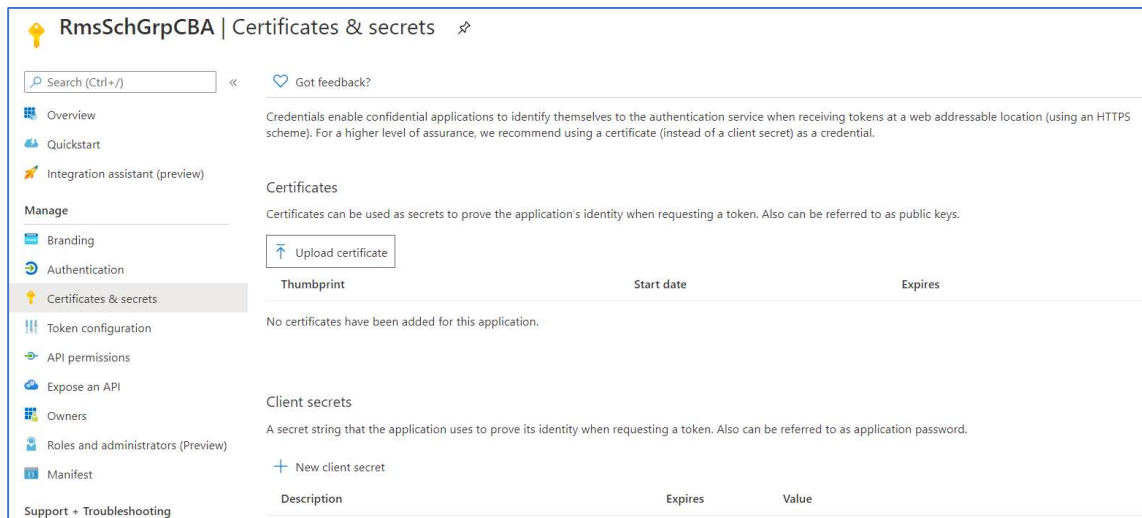 RmsSchGrpCBA | Certificates & secrets
Search (Ctrl+/)
«
Overview
Quickstart
Integration assistant (preview)
Manage
Branding
Authentication
Certificates & secrets
Token configuration
API permissions
Expose an API
Owners
Roles and administrators (Preview)
Manifest
Support + Troubleshooting
Got feedback?
Credentials enable confidential applications to identify themselves to the authentication service when receiving tokens at a web addressable location (using an HTTPS
scheme). For a higher level of assurance, we recommend using a certificate (instead of a client secret) as a credential.
Certificates
Certificates can be used as secrets to prove the application's identity when requesting a token. Also can be referred to as public keys.
Upload certificate
Thumbprint Start date Expires
No certificates have been added for this application.
Client secrets
A secret string that the application uses to prove its identity when requesting a token. Also can be referred to as application password.
New client secret
Description Expires Value